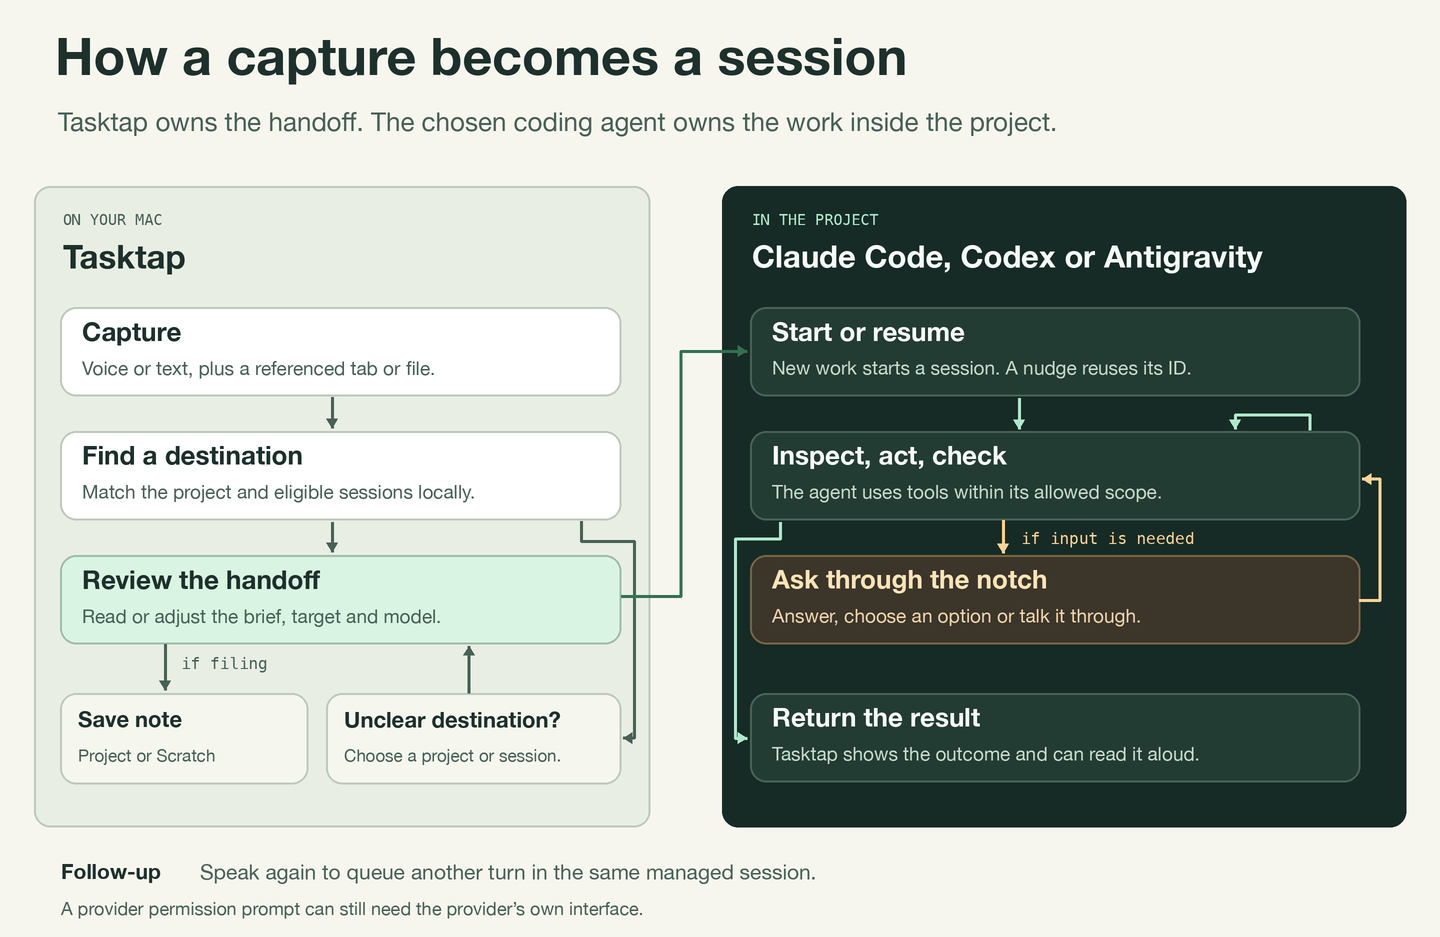 How a capture becomes a session
Tasktap owns the handoff. The chosen coding agent owns the work inside the project.
ON YOUR MAC
Tasktap
Capture
Voice or text, plus a referenced tab or file.
Find a destination
Match the project and eligible sessions locally.
Review the handoff
Read or adjust the brief, target and model.
if filing
Save note
Project or Scratch
Unclear destination?
Choose a project or session.
IN THE PROJECT
Claude Code, Codex or Antigravity
Start or resume
New work starts a session. A nudge reuses its ID.
Inspect, act, check
The agent uses tools within its allowed scope.
if input is needed
Ask through the notch
Answer, choose an option or talk it through.
Return the result
Tasktap shows the outcome and can read it aloud.
Follow-up Speak again to queue another turn in the same managed session.
A provider permission prompt can still need the provider’s own interface.